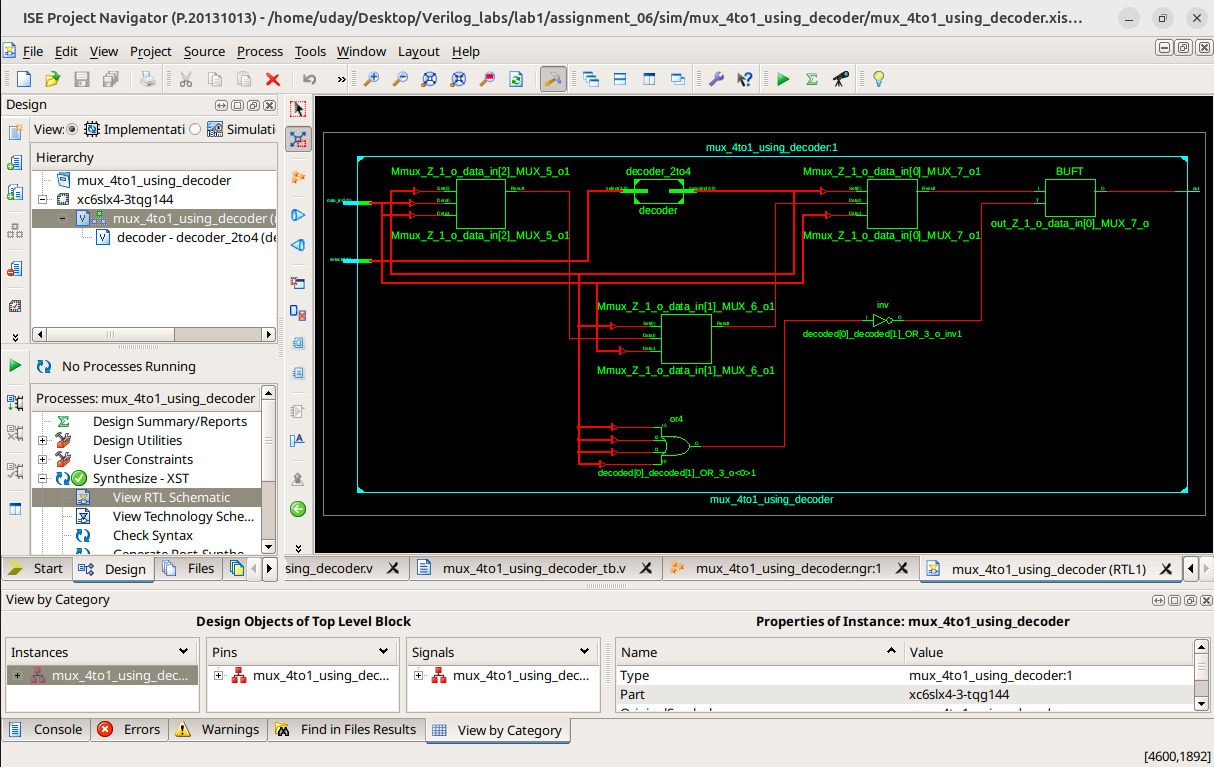 ISE Project Navigator (P.20131013) - /home/uday/Desktop/Verilog_labs/lab1/assignment_06/sim/mux_4to1_using_decoder/mux_4to1_using_decoder.xis...
File Edit View Project Source Process Tools Window Layout Help
Design
View: Implementati Simulati
Hierarchy
mux_4to1_using_decoder
xc6slx4-3tqg144
mux_4to1_using_decoder (
decoder - decoder_2to4 (de
No Processes Running
Processes: mux_4to1_using_decoder
Design Summary/Reports
Design Utilities
User Constraints
Synthesize - XST
View RTL Schematic
View Technology Sche...
Check Syntax
Generate Post-Synthe
Start Design Files
mux_4to1_using_decoder:1
Mmux_Z_1_o_data_in[2]_MUX_5_o1
decoder_2to4
Mmux_Z_1_o_data_in[0]_MUX_7_o1
BUFT
Result
Result
I O
T
out
decoder
Mmux_Z_1_o_data_in[2]_MUX_5_o1
Mmux_Z_1_o_data_in[0]_MUX_7_o1
out_Z_1_o_data_in[0]_MUX_7_o
Mmux_Z_1_o_data_in[1]_MUX_6_o1
Result
inv
I O
decoded[0]_decoded[1]_OR_3_o_inv1
Mmux_Z_1_o_data_in[1]_MUX_6_o1
or4
O
decoded[0]_decoded[1]_OR_3_o<0>1
mux_4to1_using_decoder
sing_decoder.v mux_4to1_using_decoder_tb.v mux_4to1_using_decoder.ngr:1 mux_4to1_using_decoder (RTL1)
View by Category
Design Objects of Top Level Block
Properties of Instance: mux_4to1_using_decoder
Instances Pins Signals Name Value
mux_4to1_using_dec... mux_4to1_using_dec... mux_4to1_using_dec... Type mux_4to1_using_decoder:1
Part xc6slx4-3-tqg144
Console Errors Warnings Find in Files Results View by Category
[4600,1892]